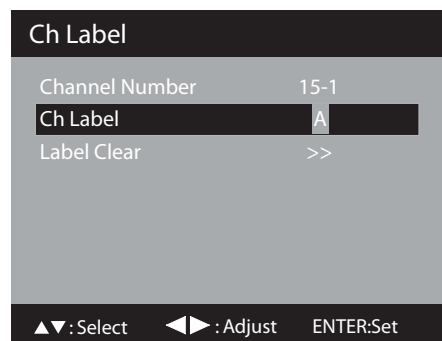 Ch Label
Channel Number 15-1
Ch Label A
Label Clear >>
▲▼: Select ◀▶: Adjust ENTER:Set